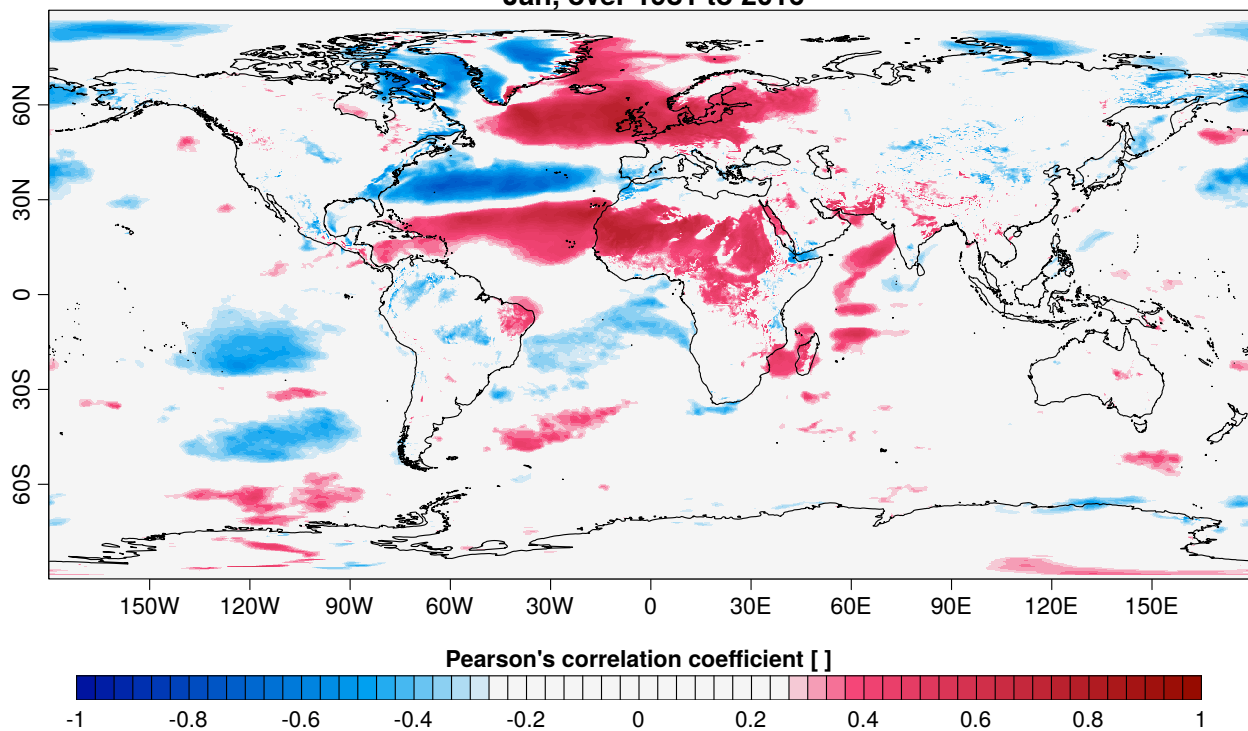 60N
30N
0
30S
60S
150W 120W 90W 60W 30W 0 30E 60E 90E 120E 150E
Pearson's correlation coefficient [ ]
-1 -0.8 -0.6 -0.4 -0.2 0 0.2 0.4 0.6 0.8 1